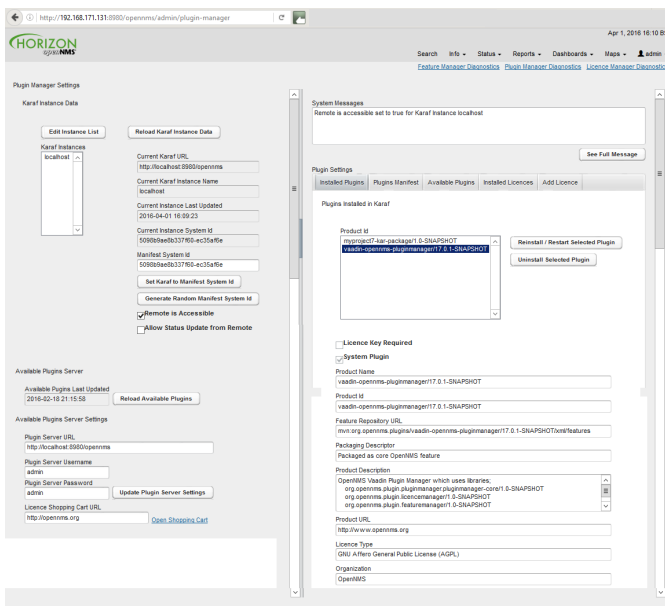 http://192.168.171.131:8980/opennms/admin/plugin-manager
Apr 1, 2016 16:10 BS
HORIZON
openNMS
Search Info Status Reports Dashboards Maps admin
Feature Manager Diagnostics Plugin Manager Diagnostics Licence Manager Diagnostic
Plugin Manager Settings
Karaf Instance Data
Edit Instance List
Reload Karaf Instance Data
Karaf Instances
localhost
Current Karaf URL
http://localhost:8980/opennms
Current Karaf Instance Name
localhost
Current Instance Last Updated
2016-04-01 16:09:23
Current Instance System Id
5098b9ae8b337f60-ec35af6e
Manifest System Id
5098b9ae8b337f60-ec35af6e
Set Karaf to Manifest System Id
Generate Random Manifest System Id
Remote is Accessible
Allow Status Update from Remote
Available Plugins Server
Available Pugins Last Updated
2016-02-18 21:15:58
Reload Available Plugins
Available Plugins Server Settings
Plugin Server URL
http://localhost:8980/opennms
Plugin Server Username
admin
Plugin Server Password
admin
Update Plugin Server Settings
Licence Shopping Cart URL
http://opennms.org
Open Shopping Cart
System Messages
Remote is accessible set to true for Karaf Instance localhost
See Full Message
Plugin Settings
Installed Plugins Plugins Manifest Available Plugins Installed Licences Add Licence
Plugins Installed in Karaf
Product Id
myproject7-kar-package/1.0-SNAPSHOT
vaadin-opennms-pluginmanager/17.0.1-SNAPSHOT
Reinstall / Restart Selected Plugin
Uninstall Selected Plugin
Licence Key Required
System Plugin
Product Name
vaadin-opennms-pluginmanager/17.0.1-SNAPSHOT
Product Id
vaadin-opennms-pluginmanager/17.0.1-SNAPSHOT
Feature Repository URL
mvn:org.opennms.plugins/vaadin-opennms-pluginmanager/17.0.1-SNAPSHOT/xml/features
Packaging Descriptor
Packaged as core OpenNMS feature
Product Description
OpenNMS Vaadin Plugin Manager which uses libraries;
org.opennms.plugin.pluginmanager.pluginmanager-core/1.0-SNAPSHOT
org.opennms.plugin.licencemanager/1.0-SNAPSHOT
org.opennms.plugin.featuremanager/1.0-SNAPSHOT
Product URL
http://www.opennms.org
Licence Type
GNU Affero General Public License (AGPL)
Organization
OpenNMS